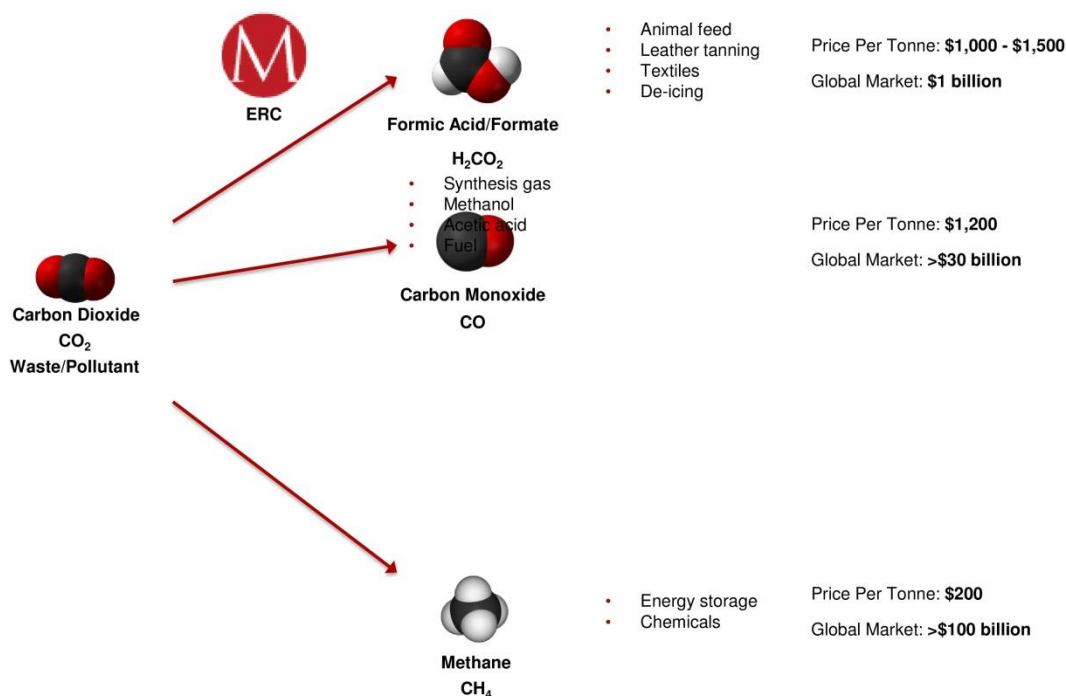 M
ERC
Formic Acid/Formate
H₂CO₂
• Animal feed
• Leather tanning
• Textiles
• De-icing
Price Per Tonne: $1,000 - $1,500
Global Market: $1 billion
• Synthesis gas
• Methanol
• Acetic acid
• Fuel
Carbon Monoxide
CO
Price Per Tonne: $1,200
Global Market: >$30 billion
Carbon Dioxide
CO₂
Waste/Pollutant
Methane
CH₄
• Energy storage
• Chemicals
Price Per Tonne: $200
Global Market: >$100 billion